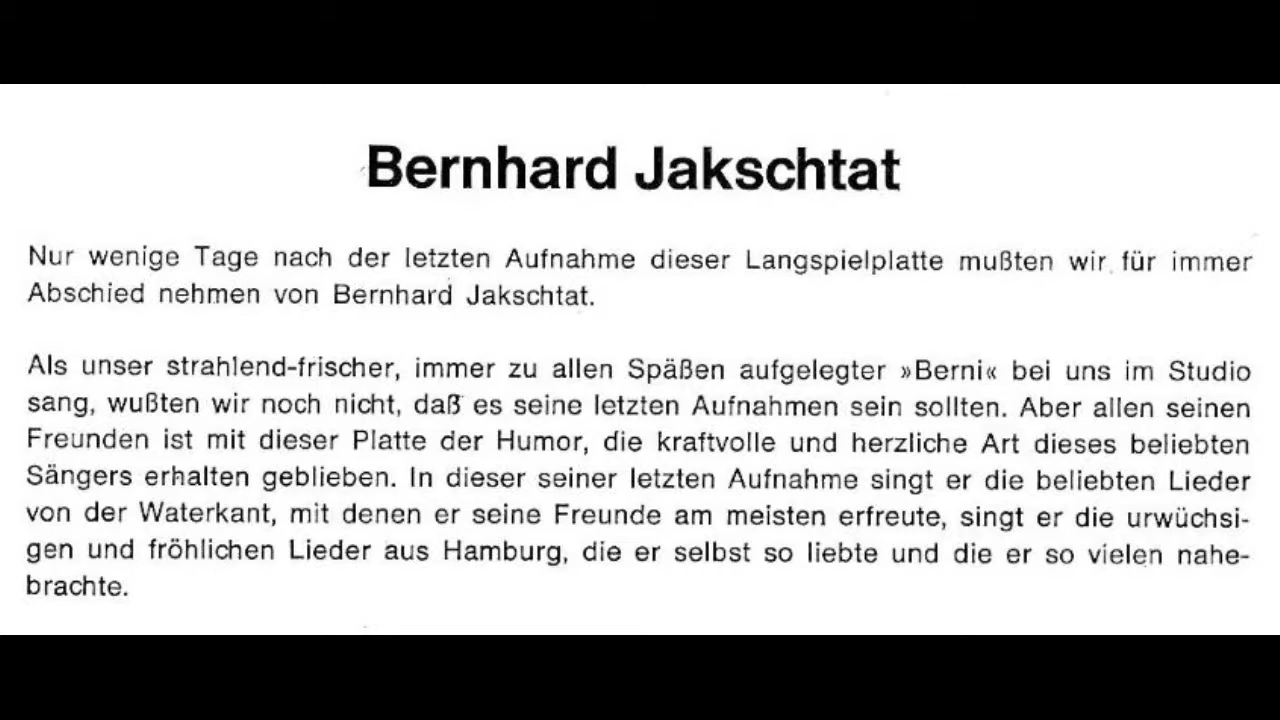 Bernhard Jakschtat
Nur wenige Tage nach der letzten Aufnahme dieser Langspielplatte mußten wir für immer
Abschied nehmen von Bernhard Jakschtat.
Als unser strahlend-frischer, immer zu allen Späßen aufgelegter »Berni« bei uns im Studio
sang, wußten wir noch nicht, daß es seine letzten Aufnahmen sein sollten. Aber allen seinen
Freunden ist mit dieser Platte der Humor, die kraftvolle und herzliche Art dieses beliebten
Sängers erhalten geblieben. In dieser seiner letzten Aufnahme singt er die beliebten Lieder
von der Waterkant, mit denen er seine Freunde am meisten erfreute, singt er die urwüchsi-
gen und fröhlichen Lieder aus Hamburg, die er selbst so liebte und die er so vielen nahe-
brachte.